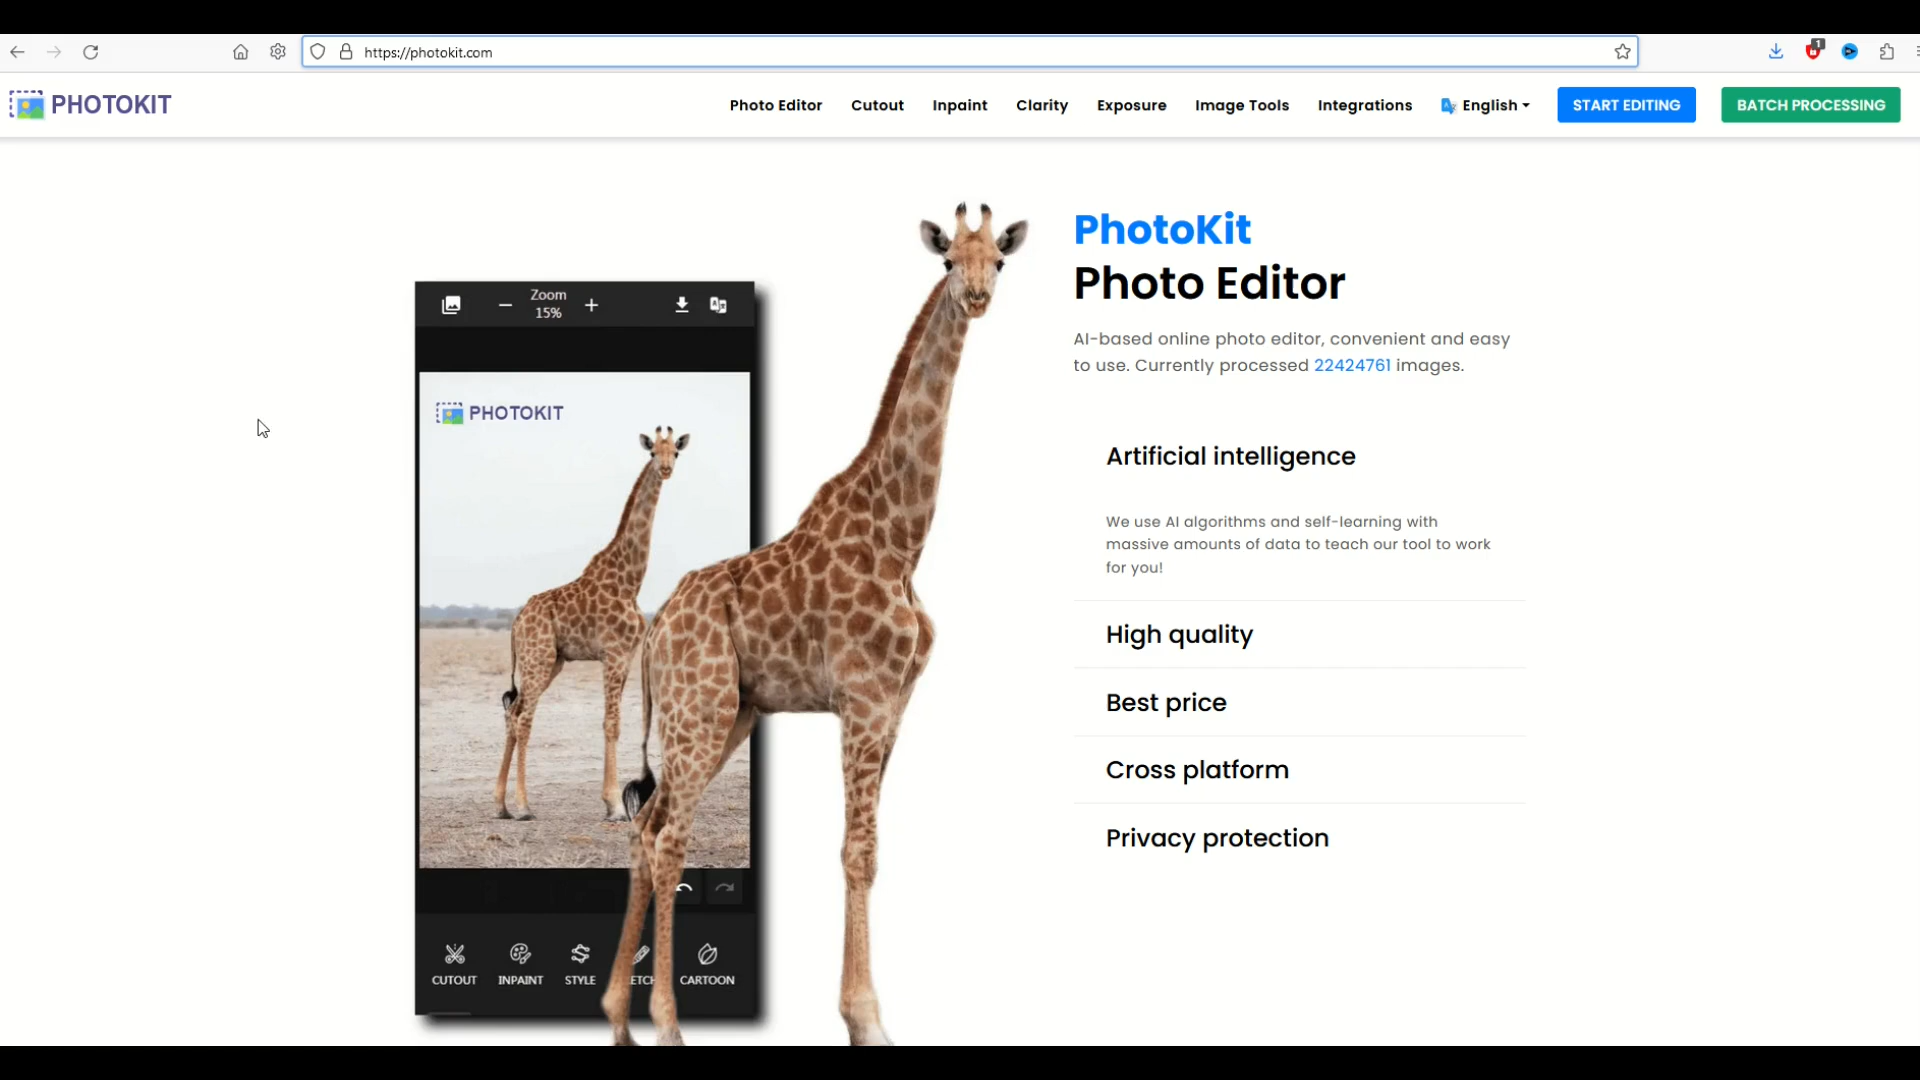 https://photokit.com
1
PHOTOKIT
Photo Editor
Cutout
Inpaint
Clarity
Exposure
Image Tools
Integrations
English
START EDITING
BATCH PROCESSING
Zoom
15%
PHOTOKIT
CUTOUT
INPAINT
STYLE
ETCH
CARTOON
PhotoKit
Photo Editor
AI-based online photo editor, convenient and easy
to use. Currently processed 22424761 images.
Artificial intelligence
We use AI algorithms and self-learning with
massive amounts of data to teach our tool to work
for you!
High quality
Best price
Cross platform
Privacy protection